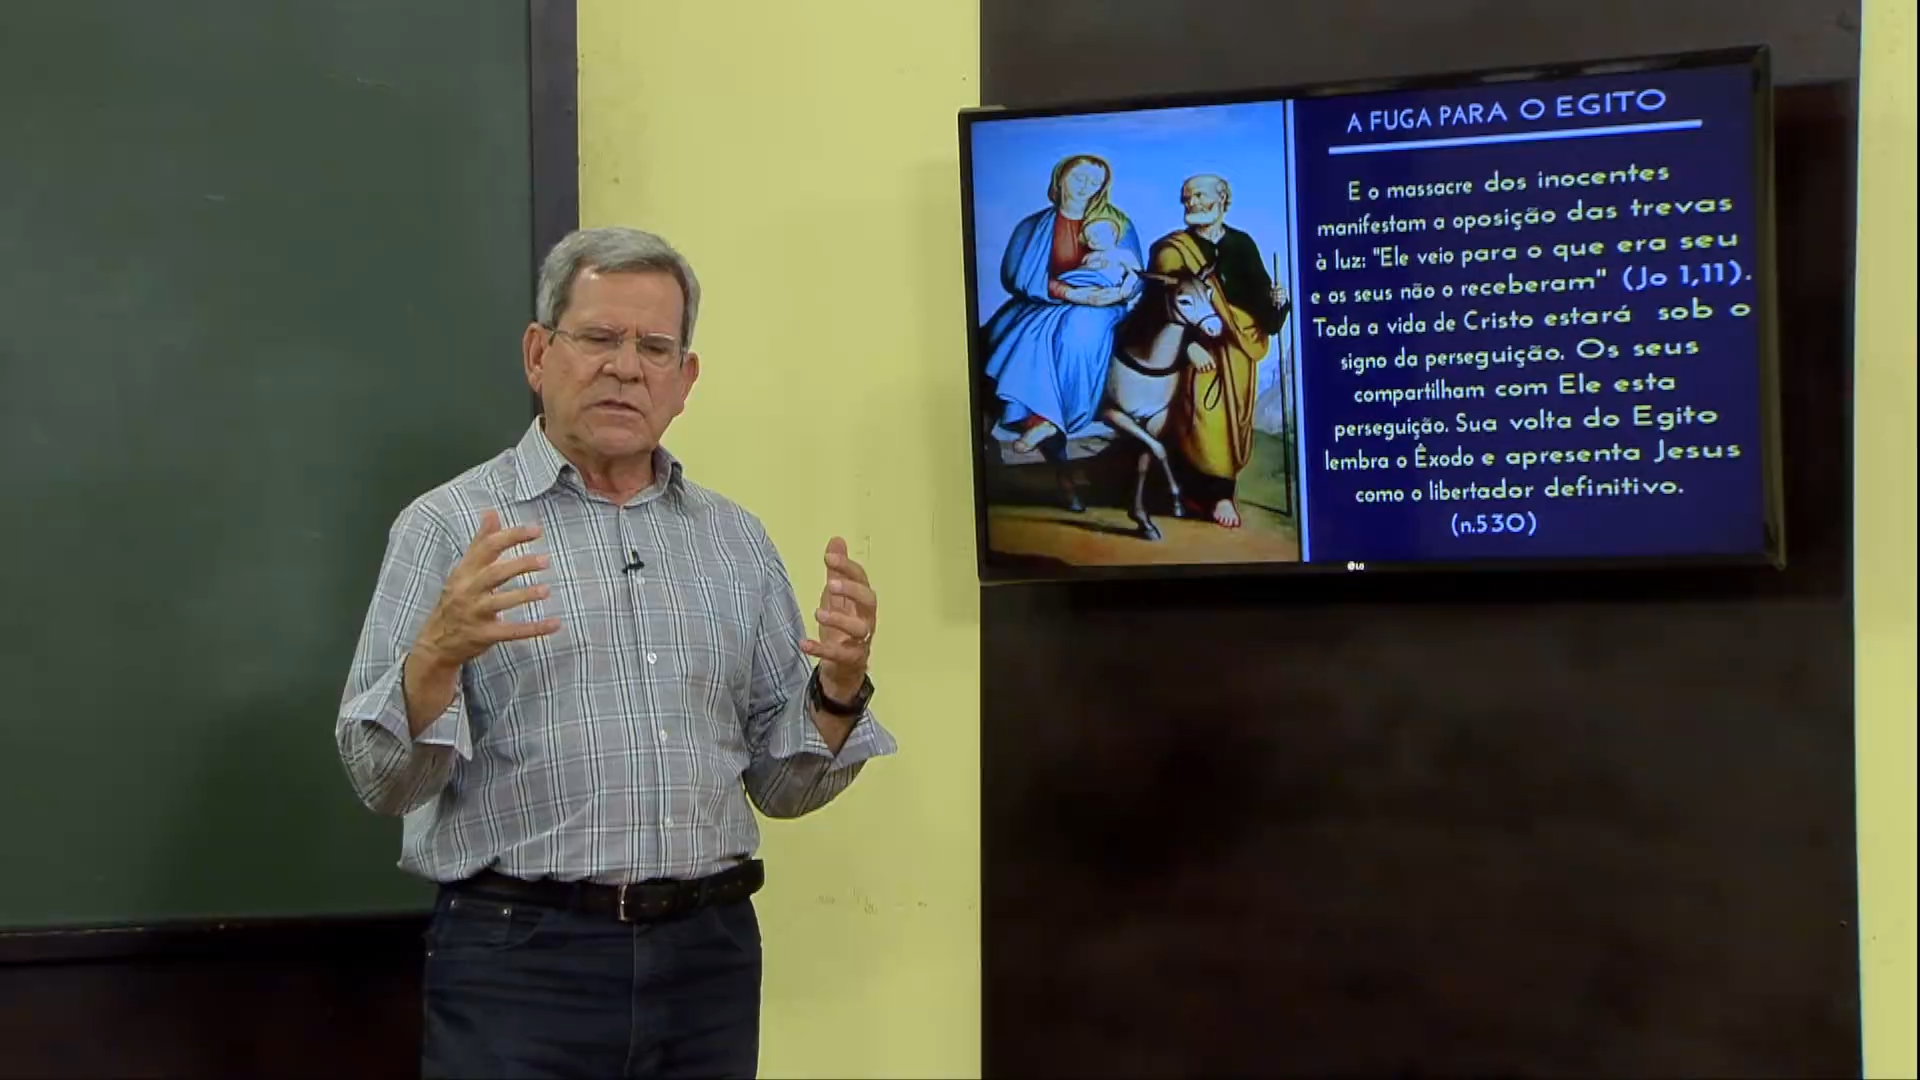 A FUGA PARA O EGITO
E o massacre dos inocentes
manifestam a oposição das trevas
à luz: "Ele veio para o que era seu
e os seus não o receberam" (Jo 1,11).
Toda a vida de Cristo estará sob o
signo da perseguição. Os seus
compartilham com Ele esta
perseguição. Sua volta do Egito
lembra o Êxodo e apresenta Jesus
como o libertador definitivo.
(n.530)
LG